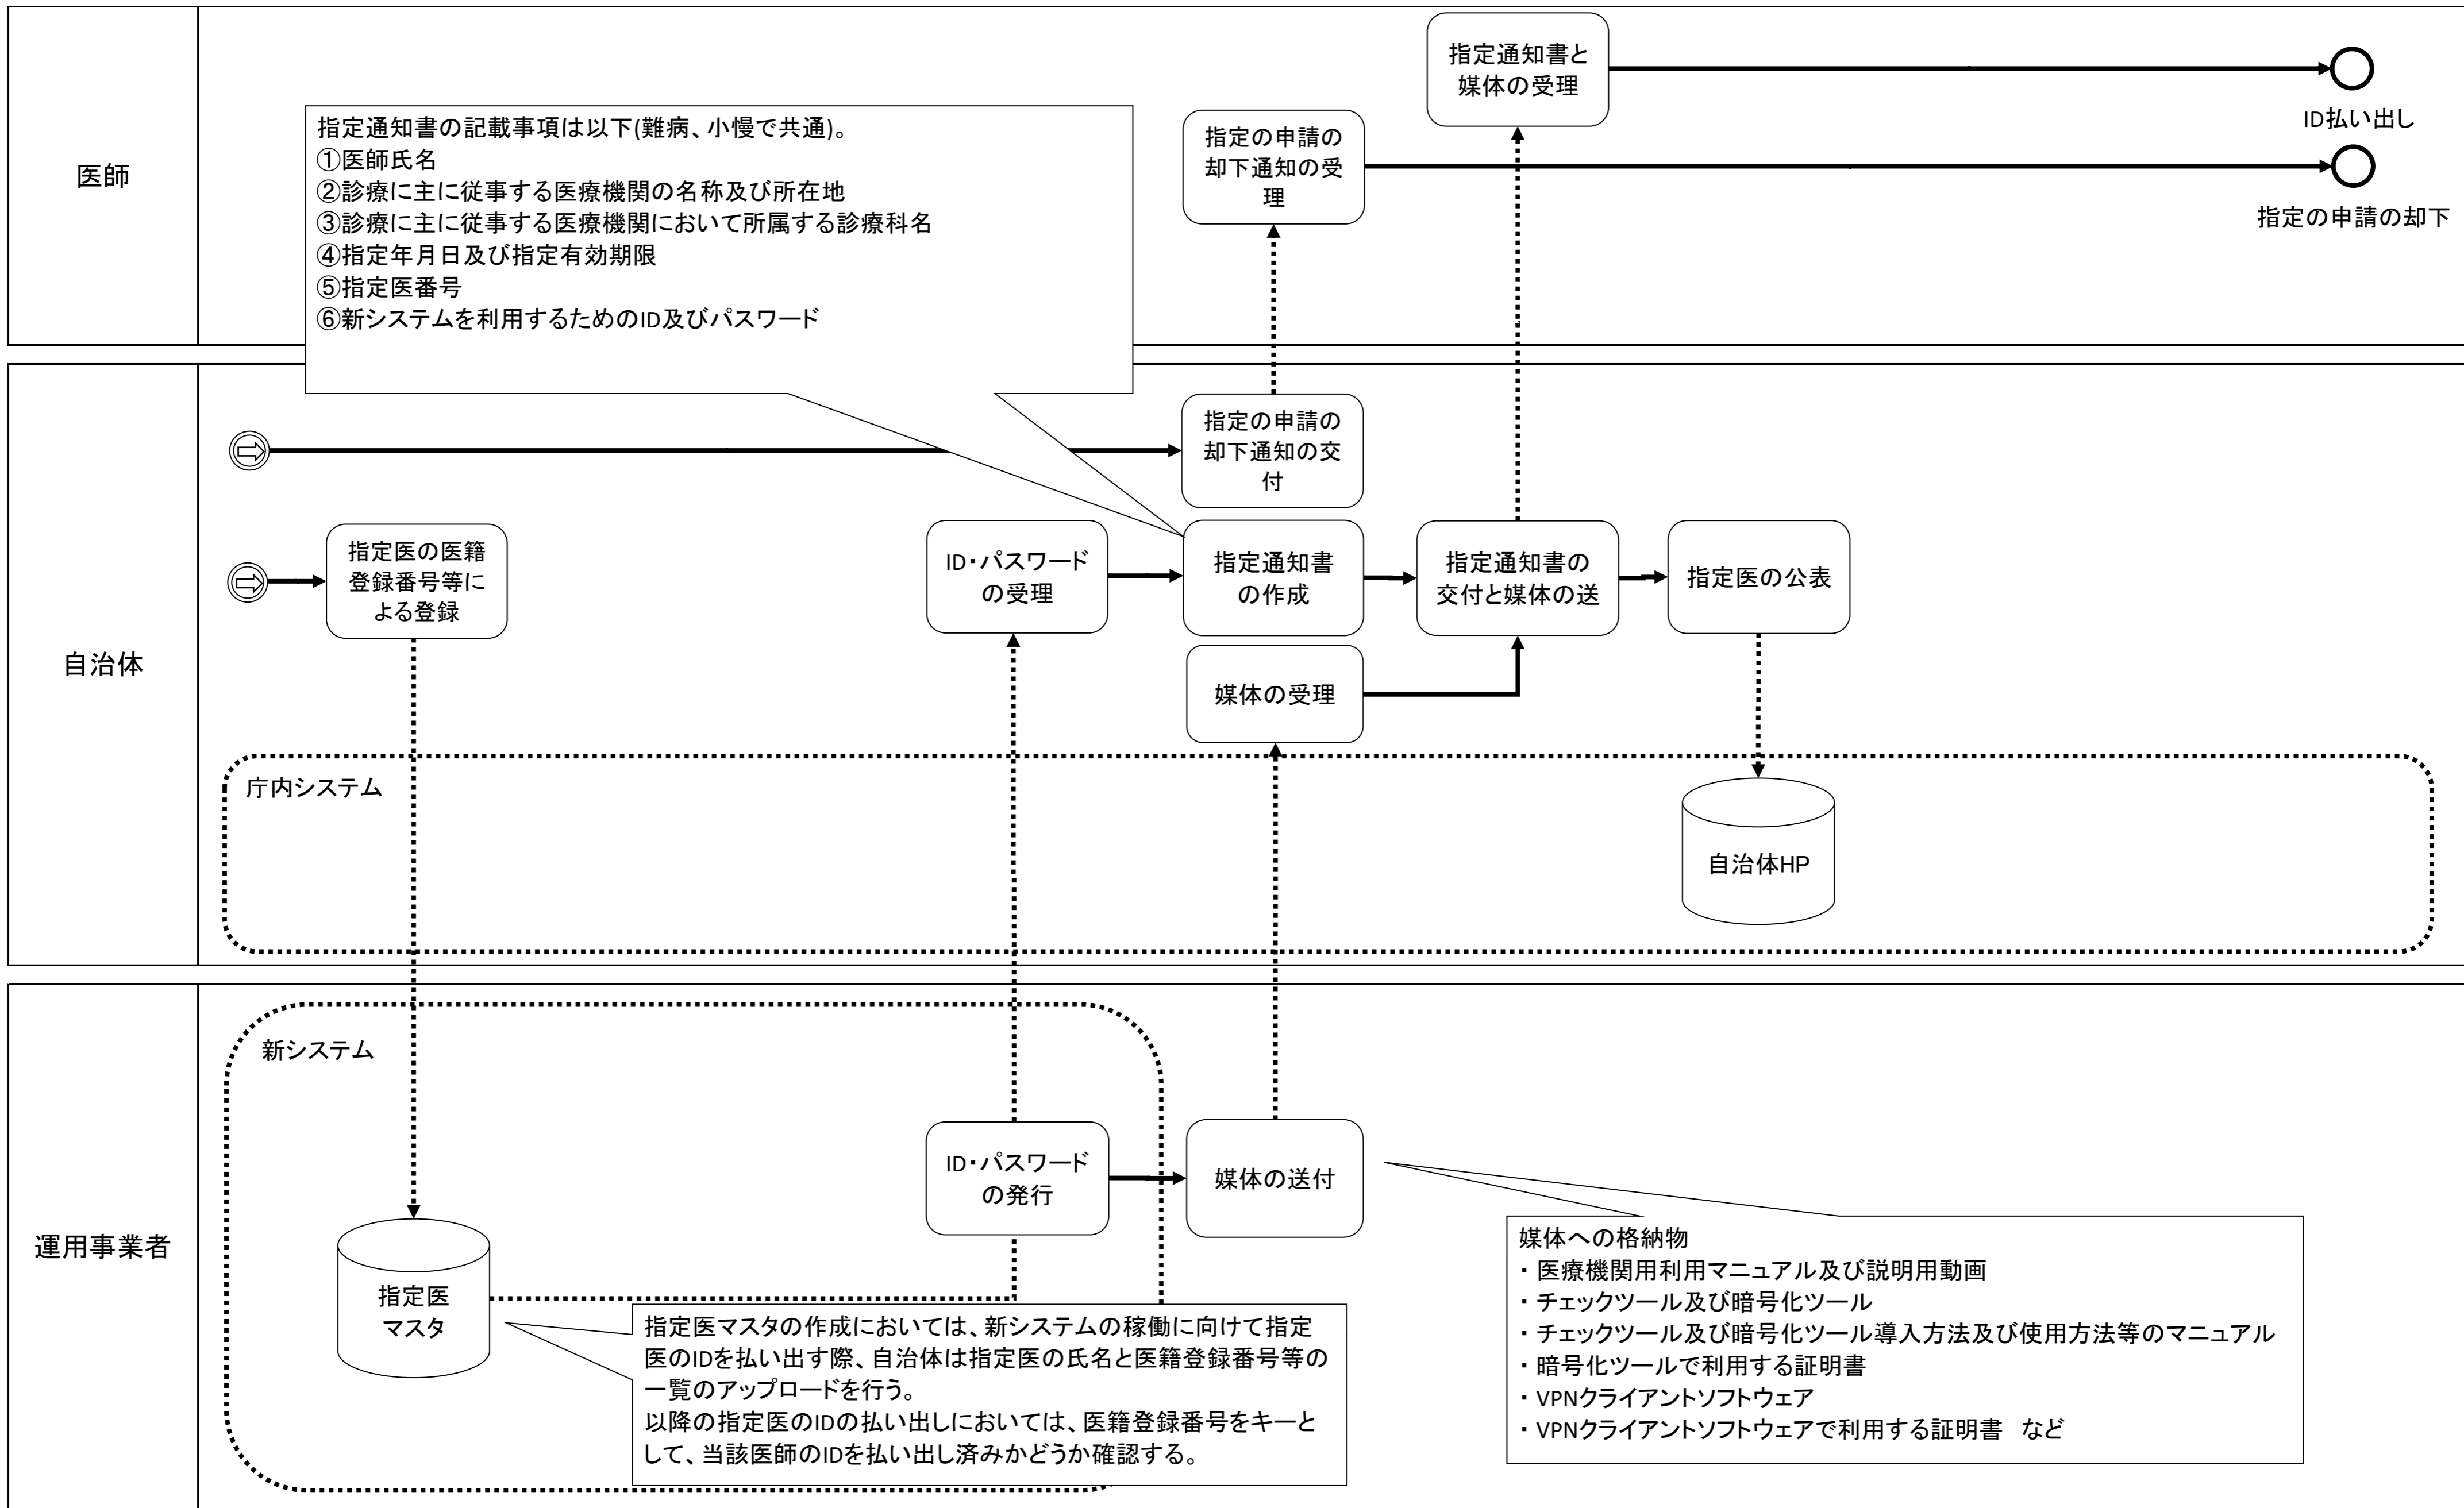 医師
指定通知書と
媒体の受理
ID払い出し
指定の申請の
却下通知の受
理
指定の申請の却下
指定通知書の記載事項は以下(難病、小慢で共通)。
①医師氏名
②診療に主に従事する医療機関の名称及び所在地
③診療に主に従事する医療機関において所属する診療科名
④指定年月日及び指定有効期限
⑤指定医番号
⑥新システムを利用するためのID及びパスワード
自治体
指定の申請の
却下通知の交
付
指定医の医籍
登録番号等に
よる登録
ID・パスワード
の受理
指定通知書
の作成
指定通知書の
交付と媒体の送
指定医の公表
媒体の受理
庁内システム
自治体HP
運用事業者
新システム
ID・パスワード
の発行
媒体の送付
指定医
マスタ
指定医マスタの作成においては、新システムの稼働に向けて指定
医のIDを払い出す際、自治体は指定医の氏名と医籍登録番号等の
一覧のアップロードを行う。
以降の指定医のIDの払い出しにおいては、医籍登録番号をキーと
して、当該医師のIDを払い出し済みかどうか確認する。
媒体への格納物
・医療機関用利用マニュアル及び説明用動画
・チェックツール及び暗号化ツール
・チェックツール及び暗号化ツール導入方法及び使用方法等のマニュアル
・暗号化ツールで利用する証明書
・VPNクライアントソフトウェア
・VPNクライアントソフトウェアで利用する証明書　など